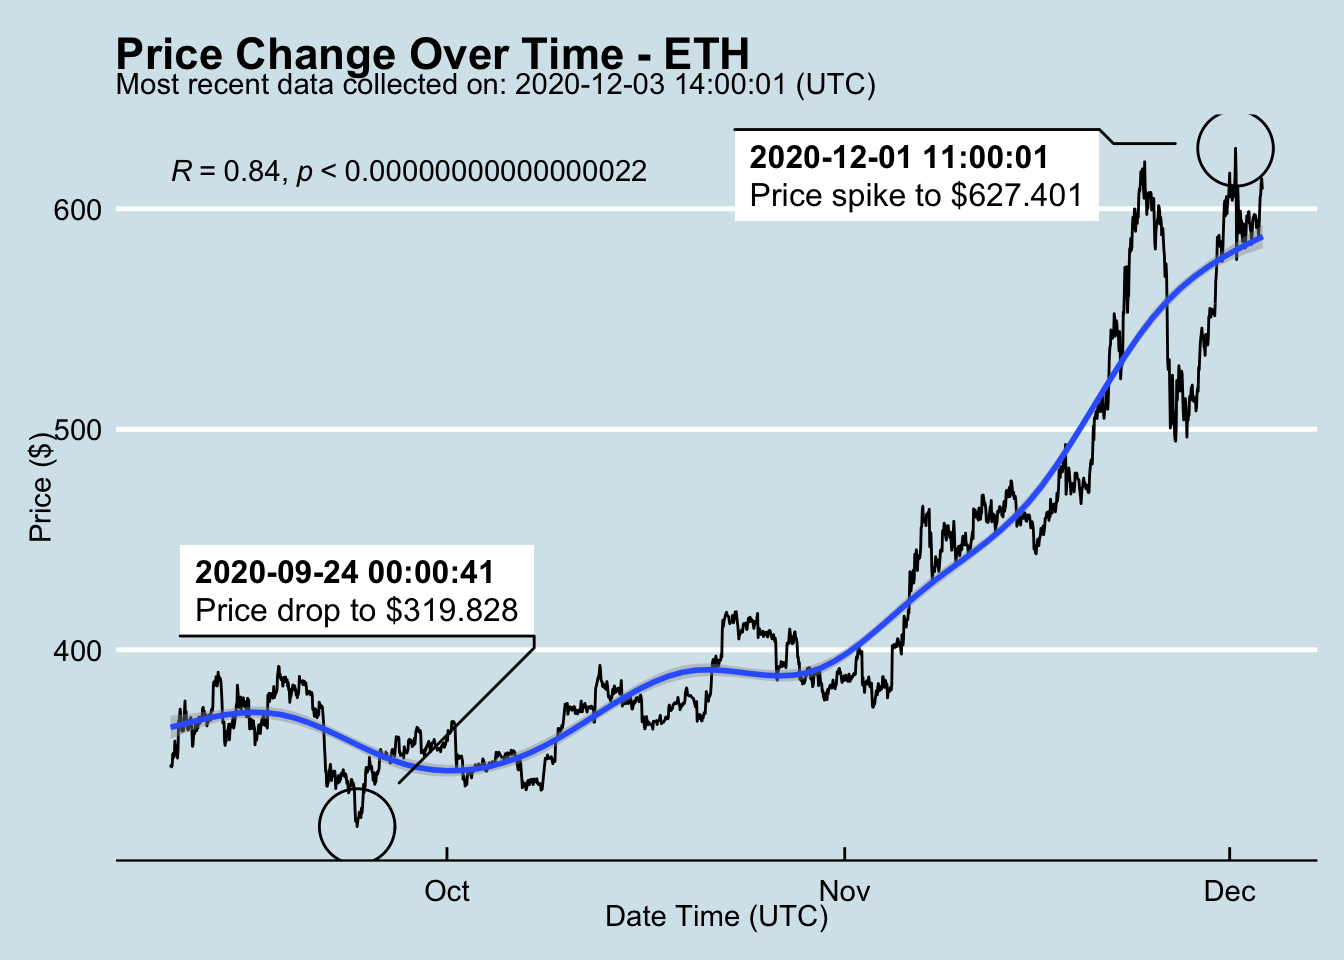 Price Change Over Time - ETH
Most recent data collected on: 2020-12-03 14:00:01 (UTC)
R = 0.84, p < 0.00000000000000022
2020-12-01 11:00:01
Price spike to $627.401
600
500
Price ($)
2020-09-24 00:00:41
Price drop to $319.828
400
Oct
Nov
Dec
Date Time (UTC)